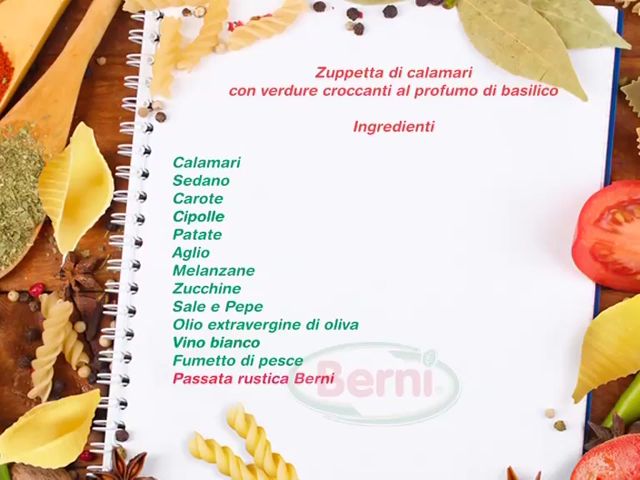 Zuppetta di calamari
con verdure croccanti al profumo di basilico
Ingredienti
Calamari
Sedano
Carote
Cipolle
Patate
Aglio
Melanzane
Zucchine
Sale e Pepe
Olio extravergine di oliva
Vino bianco
Fumetto di pesce
Passata rustica Berni
Berni